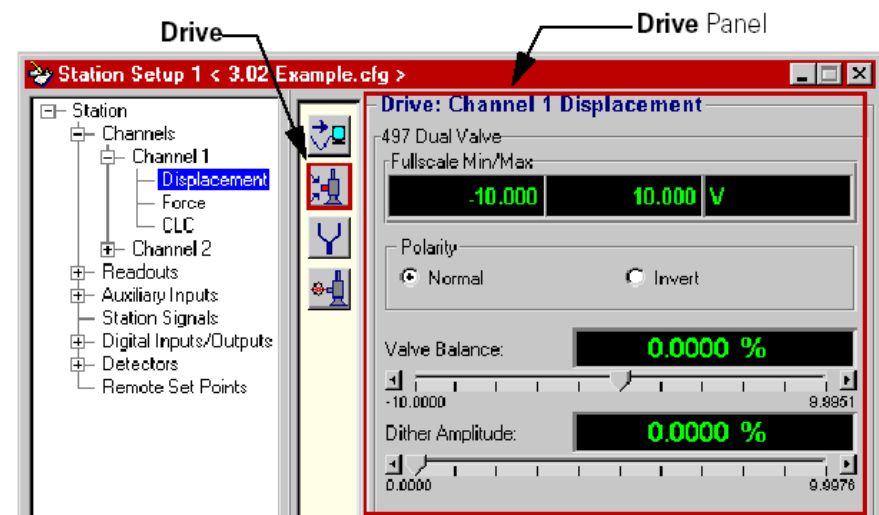 Drive
Drive Panel
Station Setup 1 < 3.02 Example.cfg >
Station
Channels
Channel 1
Displacement
Force
CLC
Channel 2
Readouts
Auxiliary Inputs
Station Signals
Digital Inputs/Outputs
Detectors
Remote Set Points
Drive: Channel 1 Displacement
497 Dual Valve
Fullscale Min/Max
-10.000 10.000 V
Polarity
Normal Invert
Valve Balance: 0.0000 %
-10.0000 9.9951
Dither Amplitude: 0.0000 %
0.0000 9.9976